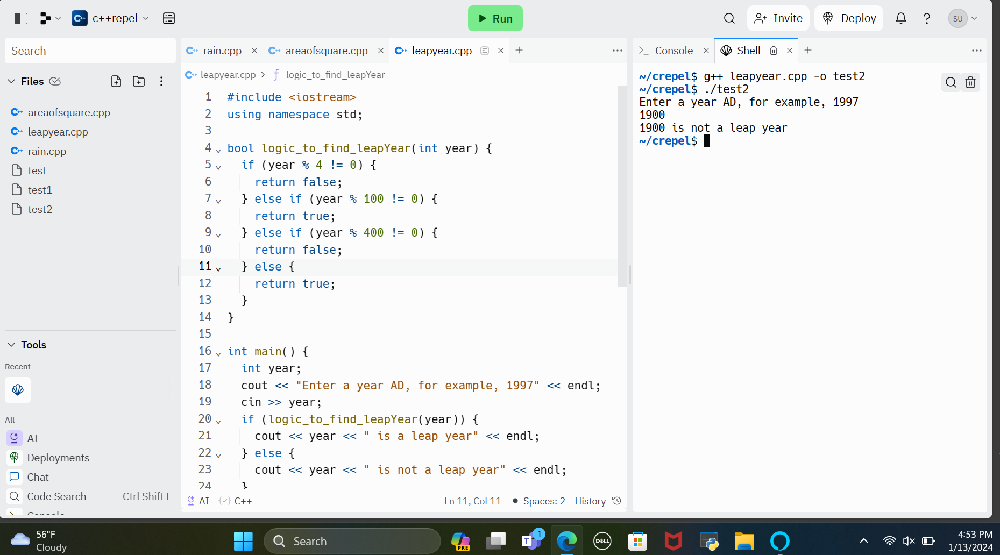 c++repel
Run
Invite
Deploy
SU
Search
Files
areaofsquare.cpp
leapyear.cpp
rain.cpp
test
test1
test2
Tools
Recent
All
AI
Deployments
Chat
Code Search Ctrl Shift F
Console
rain.cpp areaofsquare.cpp leapyear.cpp
leapyear.cpp > logic_to_find_leapYear
1 #include <iostream>
2 using namespace std;
3
4 bool logic_to_find_leapYear(int year) {
5 if (year % 4 != 0) {
6 return false;
7 } else if (year % 100 != 0) {
8 return true;
9 } else if (year % 400 != 0) {
10 return false;
11 } else {
12 return true;
13 }
14 }
15
16 int main() {
17 int year;
18 cout << "Enter a year AD, for example, 1997" << endl;
19 cin >> year;
20 if (logic_to_find_leapYear(year)) {
21 cout << year << " is a leap year" << endl;
22 } else {
23 cout << year << " is not a leap year" << endl;
24 }
AI C++ Ln 11, Col 11 Spaces: 2 History
Console Shell
~/crepel$ g++ leapyear.cpp -o test2
~/crepel$ ./test2
Enter a year AD, for example, 1997
1900
1900 is not a leap year
~/crepel$
56°F
Cloudy
Search
PRE
T 1
DELL
4:53 PM
1/13/2024